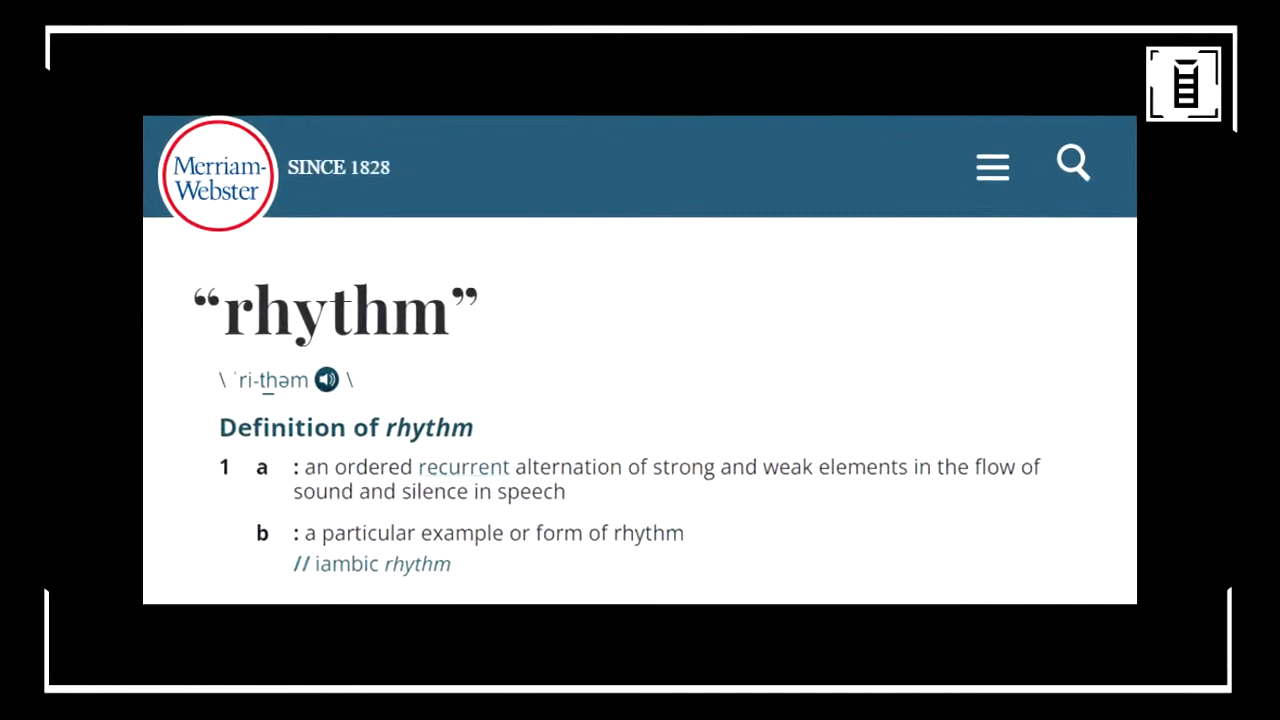 Merriam-
Webster
SINCE 1828
“rhythm”
\ ˈri-t͟həm \
Definition of rhythm
1 a : an ordered recurrent alternation of strong and weak elements in the flow of
sound and silence in speech
b : a particular example or form of rhythm
// iambic rhythm